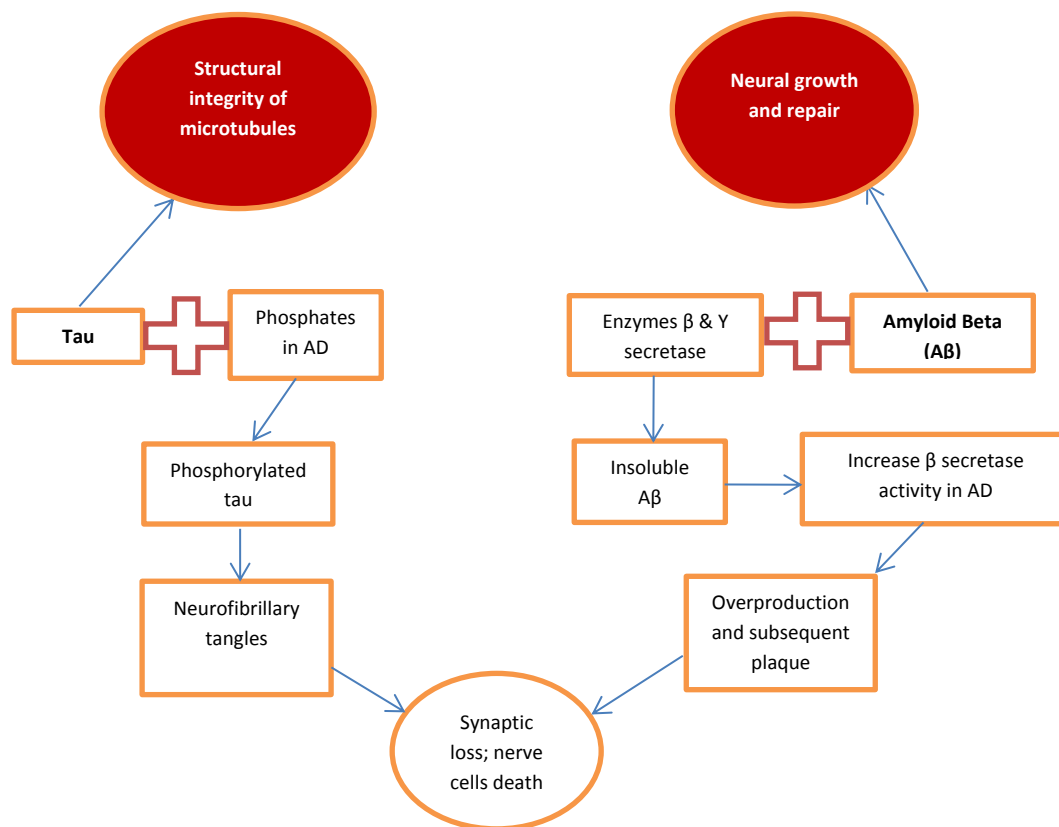 Structural
integrity of
microtubules
Neural growth
and repair
Tau
Phosphates
in AD
Enzymes β & Y
secretase
Amyloid Beta
(Aβ)
Phosphorylated
tau
Insoluble
Aβ
Increase β secretase
activity in AD
Neurofibrillary
tangles
Overproduction
and subsequent
plaque
Synaptic
loss; nerve
cells death